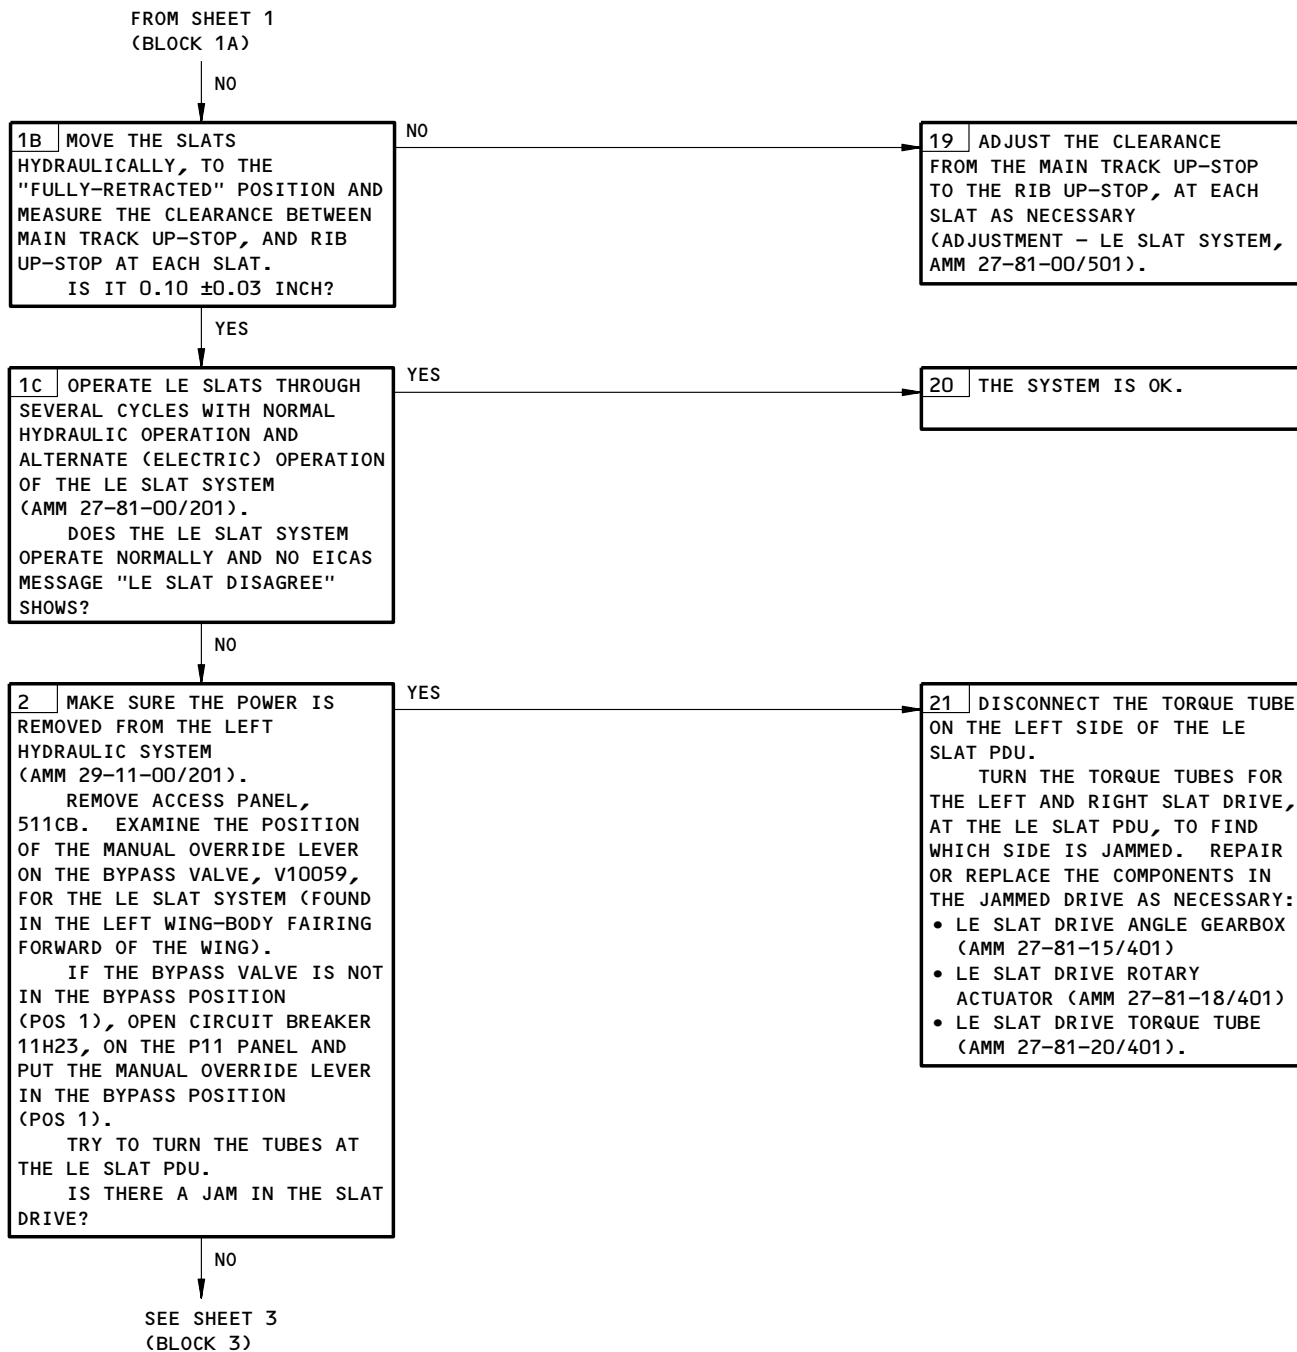 FROM SHEET 1
(BLOCK 1A)
NO
1B MOVE THE SLATS
HYDRAULICALLY, TO THE
"FULLY-RETRACTED" POSITION AND
MEASURE THE CLEARANCE BETWEEN
MAIN TRACK UP-STOP, AND RIB
UP-STOP AT EACH SLAT.
IS IT 0.10 ±0.03 INCH?
NO
19 ADJUST THE CLEARANCE
FROM THE MAIN TRACK UP-STOP
TO THE RIB UP-STOP, AT EACH
SLAT AS NECESSARY
(ADJUSTMENT - LE SLAT SYSTEM,
AMM 27-81-00/501).
YES
1C OPERATE LE SLATS THROUGH
SEVERAL CYCLES WITH NORMAL
HYDRAULIC OPERATION AND
ALTERNATE (ELECTRIC) OPERATION
OF THE LE SLAT SYSTEM
(AMM 27-81-00/201).
DOES THE LE SLAT SYSTEM
OPERATE NORMALLY AND NO EICAS
MESSAGE "LE SLAT DISAGREE"
SHOWS?
YES
20 THE SYSTEM IS OK.
NO
2 MAKE SURE THE POWER IS
REMOVED FROM THE LEFT
HYDRAULIC SYSTEM
(AMM 29-11-00/201).
REMOVE ACCESS PANEL,
511CB. EXAMINE THE POSITION
OF THE MANUAL OVERRIDE LEVER
ON THE BYPASS VALVE, V10059,
FOR THE LE SLAT SYSTEM (FOUND
IN THE LEFT WING-BODY FAIRING
FORWARD OF THE WING).
IF THE BYPASS VALVE IS NOT
IN THE BYPASS POSITION
(POS 1), OPEN CIRCUIT BREAKER
11H23, ON THE P11 PANEL AND
PUT THE MANUAL OVERRIDE LEVER
IN THE BYPASS POSITION
(POS 1).
TRY TO TURN THE TUBES AT
THE LE SLAT PDU.
IS THERE A JAM IN THE SLAT
DRIVE?
YES
21 DISCONNECT THE TORQUE TUBE
ON THE LEFT SIDE OF THE LE
SLAT PDU.
TURN THE TORQUE TUBES FOR
THE LEFT AND RIGHT SLAT DRIVE,
AT THE LE SLAT PDU, TO FIND
WHICH SIDE IS JAMMED. REPAIR
OR REPLACE THE COMPONENTS IN
THE JAMMED DRIVE AS NECESSARY:
• LE SLAT DRIVE ANGLE GEARBOX
(AMM 27-81-15/401)
• LE SLAT DRIVE ROTARY
ACTUATOR (AMM 27-81-18/401)
• LE SLAT DRIVE TORQUE TUBE
(AMM 27-81-20/401).
NO
SEE SHEET 3
(BLOCK 3)